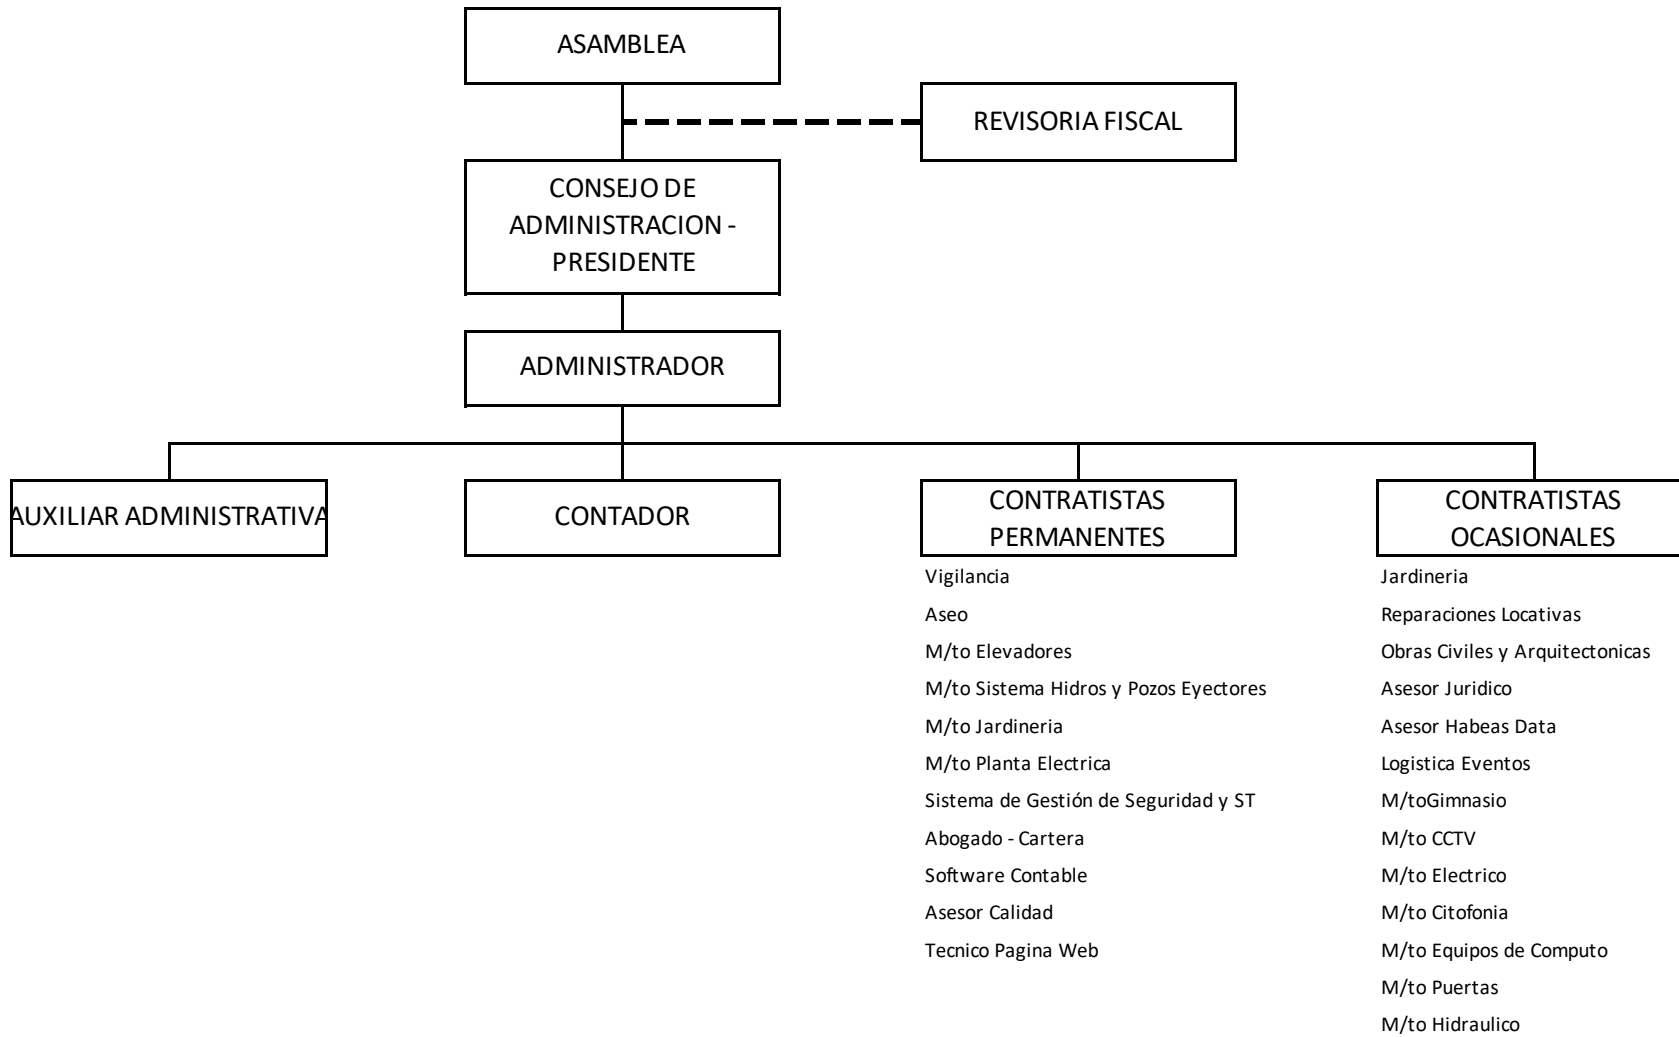 ASAMBLEA
REVISORIA FISCAL
CONSEJO DE
ADMINISTRACION -
PRESIDENTE
ADMINISTRADOR
AUXILIAR ADMINISTRATIVA
CONTADOR
CONTRATISTAS
PERMANENTES
CONTRATISTAS
OCASIONALES
Vigilancia
Aseo
M/to Elevadores
M/to Sistema Hidros y Pozos Eyectores
M/to Jardineria
M/to Planta Electrica
Sistema de Gestión de Seguridad y ST
Abogado - Cartera
Software Contable
Asesor Calidad
Tecnico Pagina Web
Jardineria
Reparaciones Locativas
Obras Civiles y Arquitectonicas
Asesor Juridico
Asesor Habeas Data
Logistica Eventos
M/toGimnasio
M/to CCTV
M/to Electrico
M/to Citofonia
M/to Equipos de Computo
M/to Puertas
M/to Hidraulico